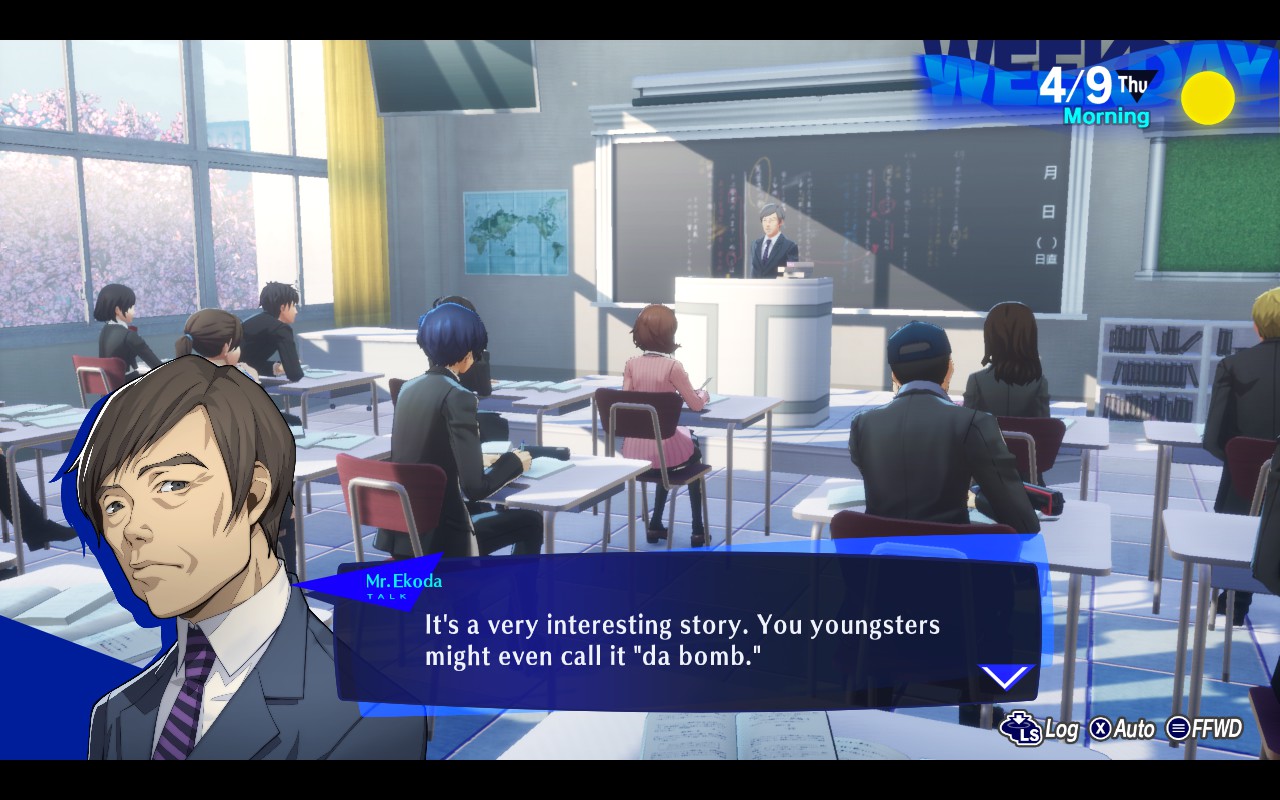 WEEKDAY
4/9 Thu
Morning
月
日
( )
日直
Mr.Ekoda
TALK
It's a very interesting story. You youngsters
might even call it "da bomb."
LS Log X Auto FFWD